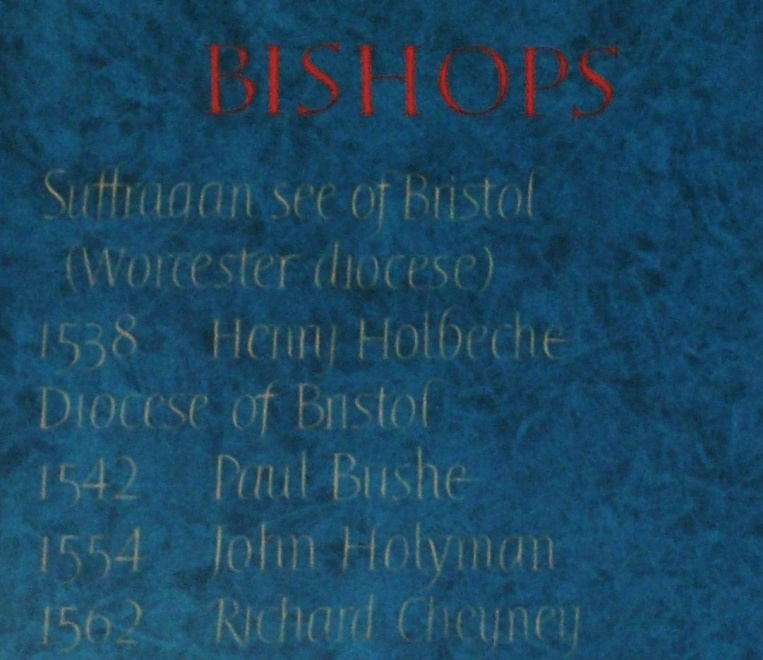 BISHOPS
Suffragan see of Bristol
(Worcester diocese)
1538 Henry Holbeche
Diocese of Bristol
1542 Paul Bushe
1554 John Holyman
1562 Richard Cheyney